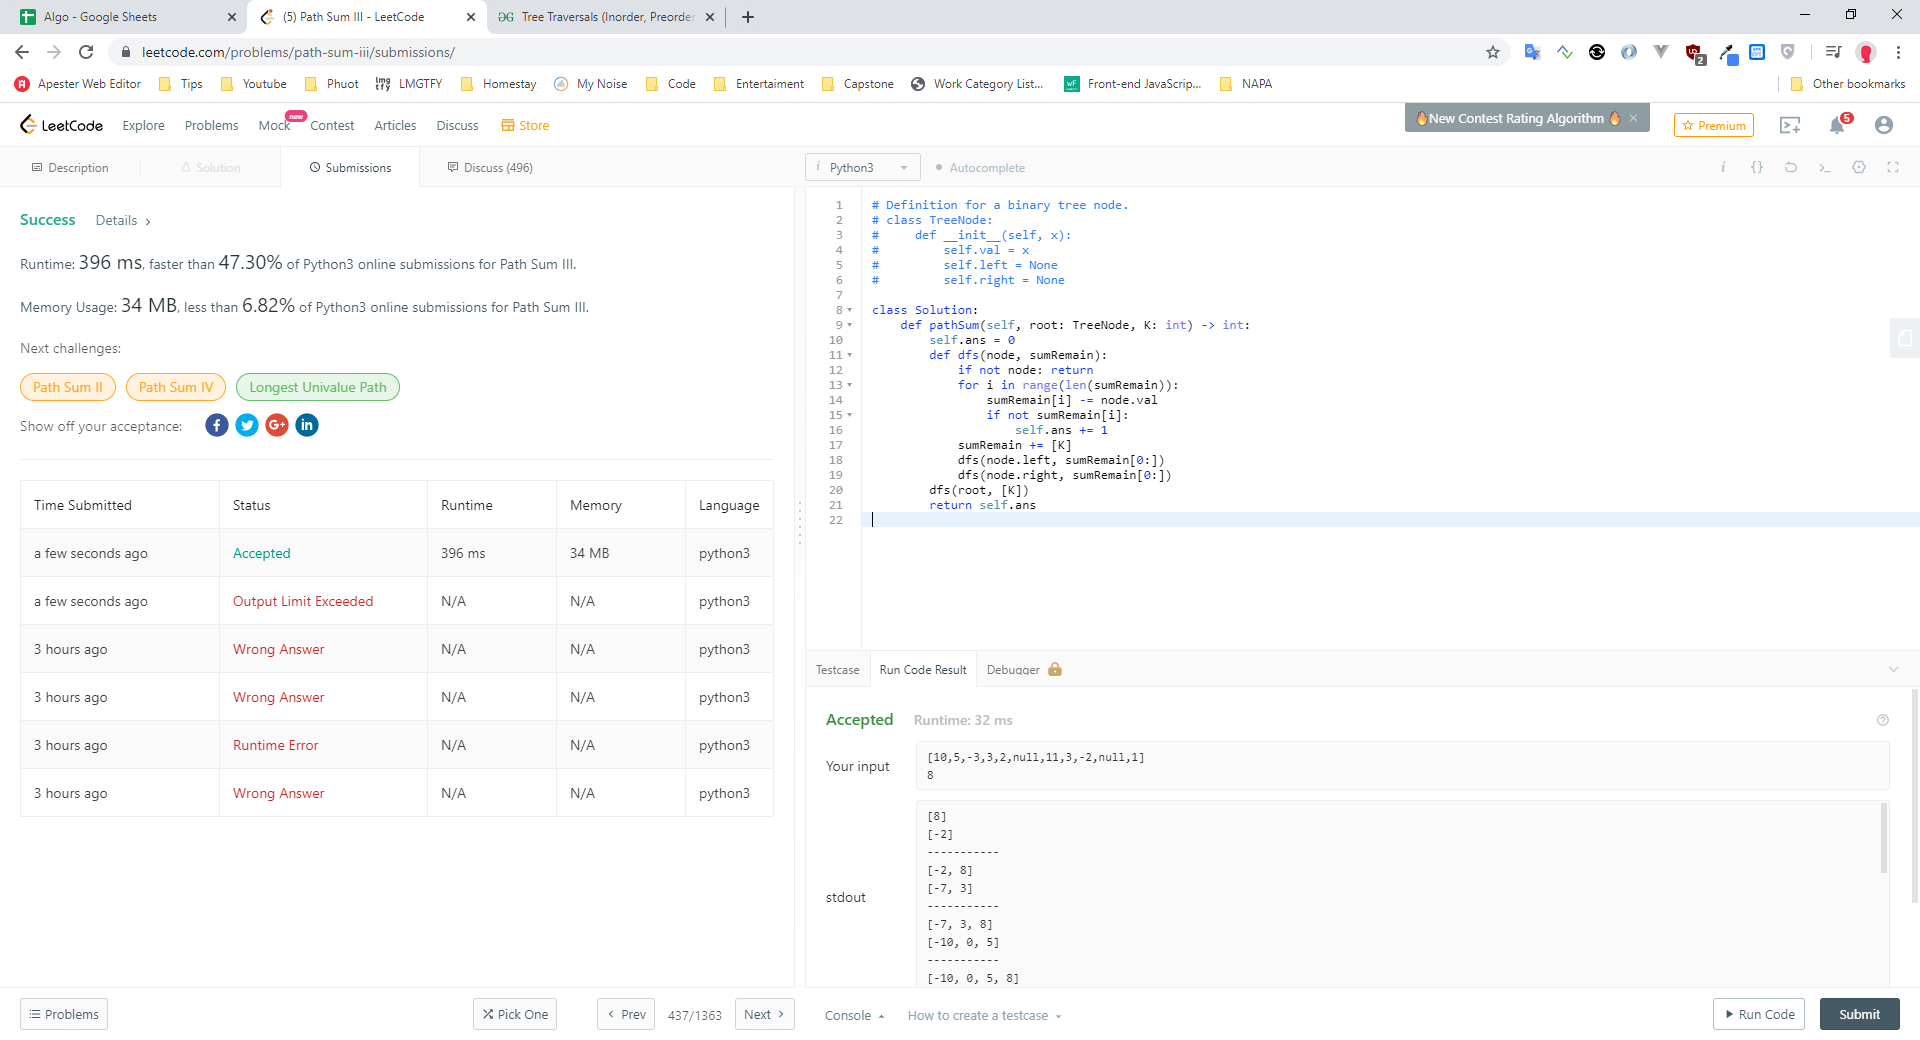 Algo - Google Sheets
(5) Path Sum III - LeetCode
Tree Traversals (Inorder, Preorder
leetcode.com/problems/path-sum-iii/submissions/
2
Apester Web Editor
Tips
Youtube
Phuot
LMGTFY
Homestay
My Noise
Code
Entertaiment
Capstone
Work Category List...
Front-end JavaScrip...
NAPA
Other bookmarks
LeetCode
Explore
Problems
Mock
new
Contest
Articles
Discuss
Store
New Contest Rating Algorithm
Premium
5
Description
Solution
Submissions
Discuss (496)
i Python3
Autocomplete
Success
Details
Runtime: 396 ms, faster than 47.30% of Python3 online submissions for Path Sum III.
Memory Usage: 34 MB, less than 6.82% of Python3 online submissions for Path Sum III.
Next challenges:
Path Sum II
Path Sum IV
Longest Univalue Path
Show off your acceptance:
Time Submitted Status Runtime Memory Language
a few seconds ago Accepted 396 ms 34 MB python3
a few seconds ago Output Limit Exceeded N/A N/A python3
3 hours ago Wrong Answer N/A N/A python3
3 hours ago Wrong Answer N/A N/A python3
3 hours ago Runtime Error N/A N/A python3
3 hours ago Wrong Answer N/A N/A python3
1 # Definition for a binary tree node.
2 # class TreeNode:
3 #     def __init__(self, x):
4 #         self.val = x
5 #         self.left = None
6 #         self.right = None
7
8 class Solution:
9     def pathSum(self, root: TreeNode, K: int) -> int:
10         self.ans = 0
11         def dfs(node, sumRemain):
12             if not node: return
13             for i in range(len(sumRemain)):
14                 sumRemain[i] -= node.val
15                 if not sumRemain[i]:
16                     self.ans += 1
17             sumRemain += [K]
18             dfs(node.left, sumRemain[0:])
19             dfs(node.right, sumRemain[0:])
20         dfs(root, [K])
21         return self.ans
22
Testcase
Run Code Result
Debugger
Accepted
Runtime: 32 ms
Your input
[10,5,-3,3,2,null,11,3,-2,null,1]
8
stdout
[8]
[-2]
-----------
[-2, 8]
[-7, 3]
-----------
[-7, 3, 8]
[-10, 0, 5]
-----------
[-10, 0, 5, 8]
Problems
Pick One
Prev
437/1363
Next
Console
How to create a testcase
Run Code
Submit